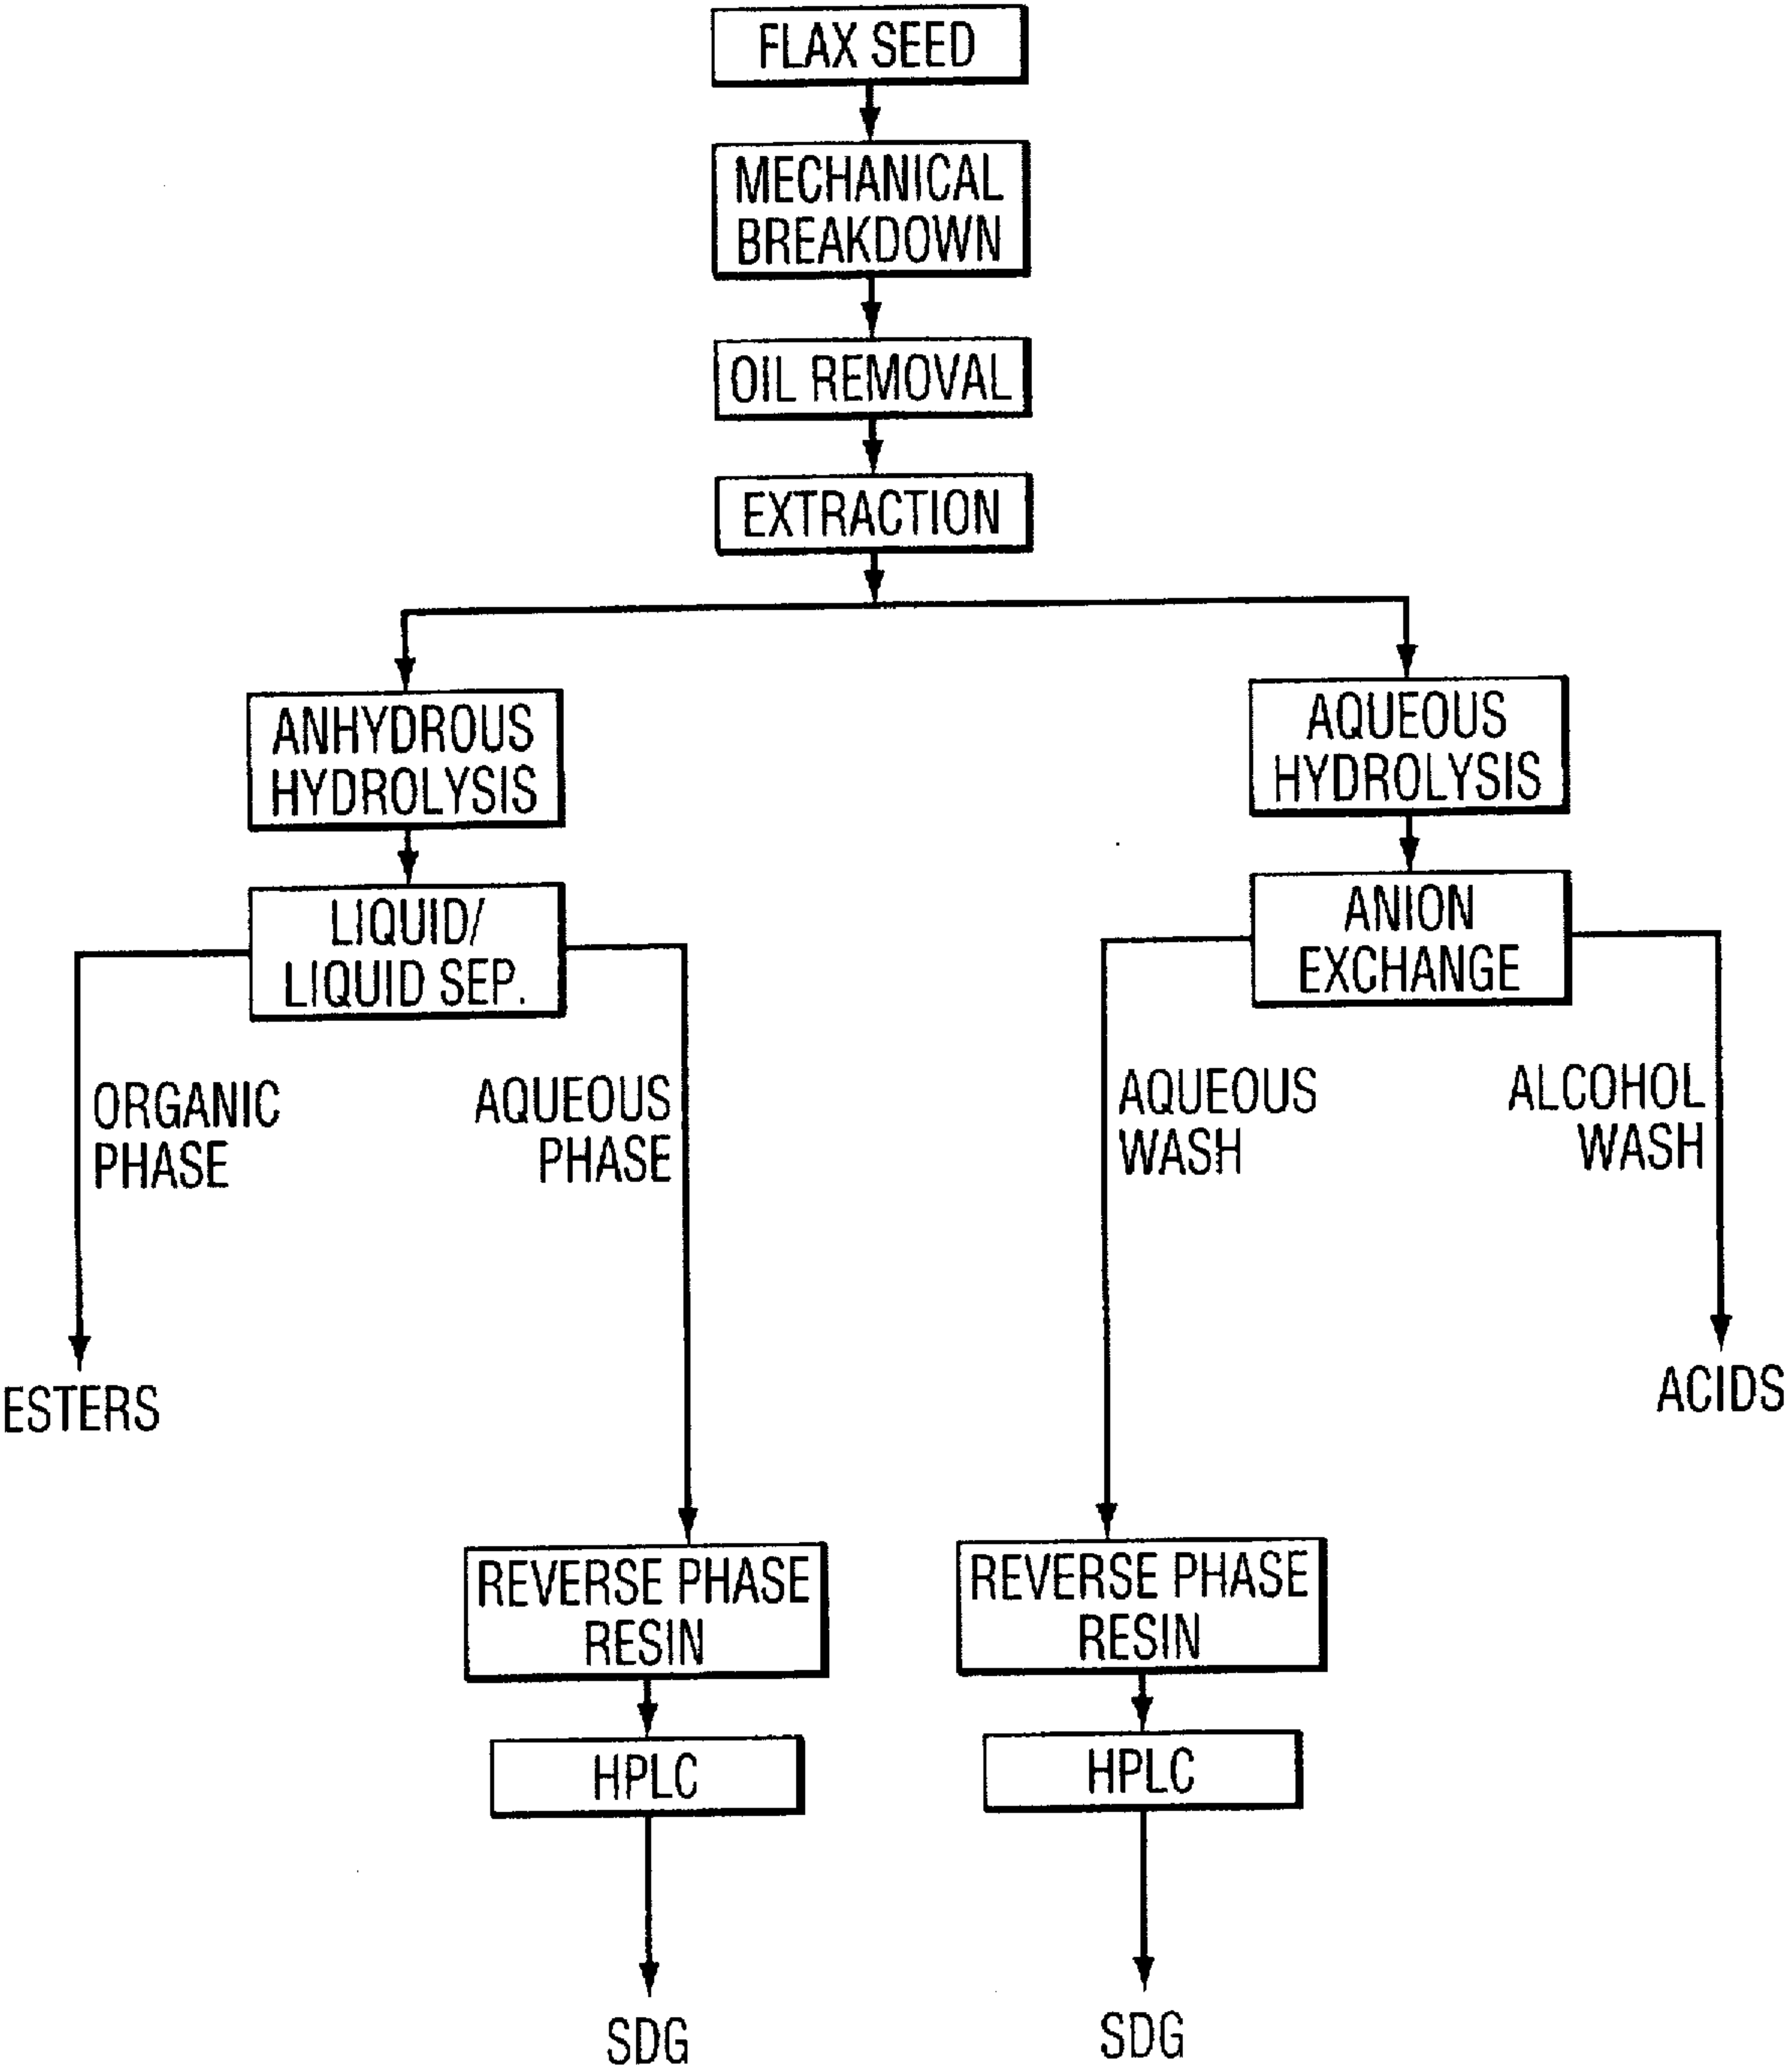 FLAX SEED
MECHANICAL
BREAKDOWN
OIL REMOVAL
EXTRACTION
ANHYDROUS
HYDROLYSIS
AQUEOUS
HYDROLYSIS
LIQUID/
LIQUID SEP.
ANION
EXCHANGE
ORGANIC
PHASE
AQUEOUS
PHASE
AQUEOUS
WASH
ALCOHOL
WASH
ESTERS
ACIDS
REVERSE PHASE
RESIN
REVERSE PHASE
RESIN
HPLC
HPLC
SDG
SDG